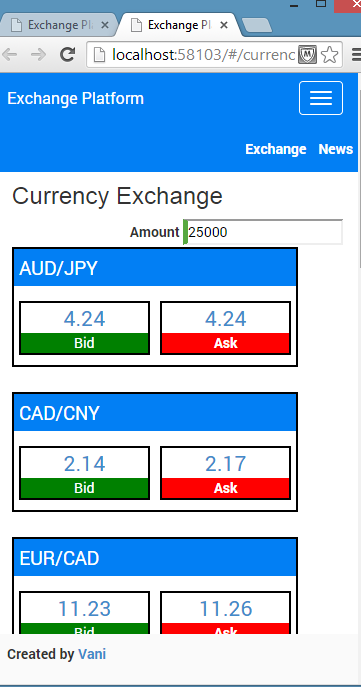 Exchange Pl
Exchange Pl
localhost:58103/#/currenc
Exchange Platform
Exchange News
Currency Exchange
Amount 25000
AUD/JPY
4.24 4.24
Bid Ask
CAD/CNY
2.14 2.17
Bid Ask
EUR/CAD
11.23 11.26
Bid Ask
Created by Vani